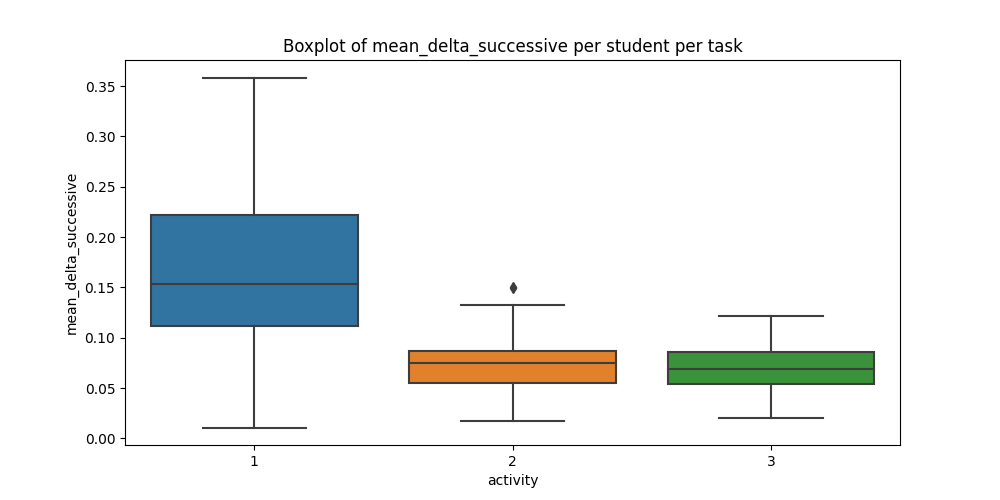 Boxplot of mean_delta_successive per student per task
mean_delta_successive
0.35
0.30
0.25
0.20
0.15
0.10
0.05
0.00
1 2 3
activity